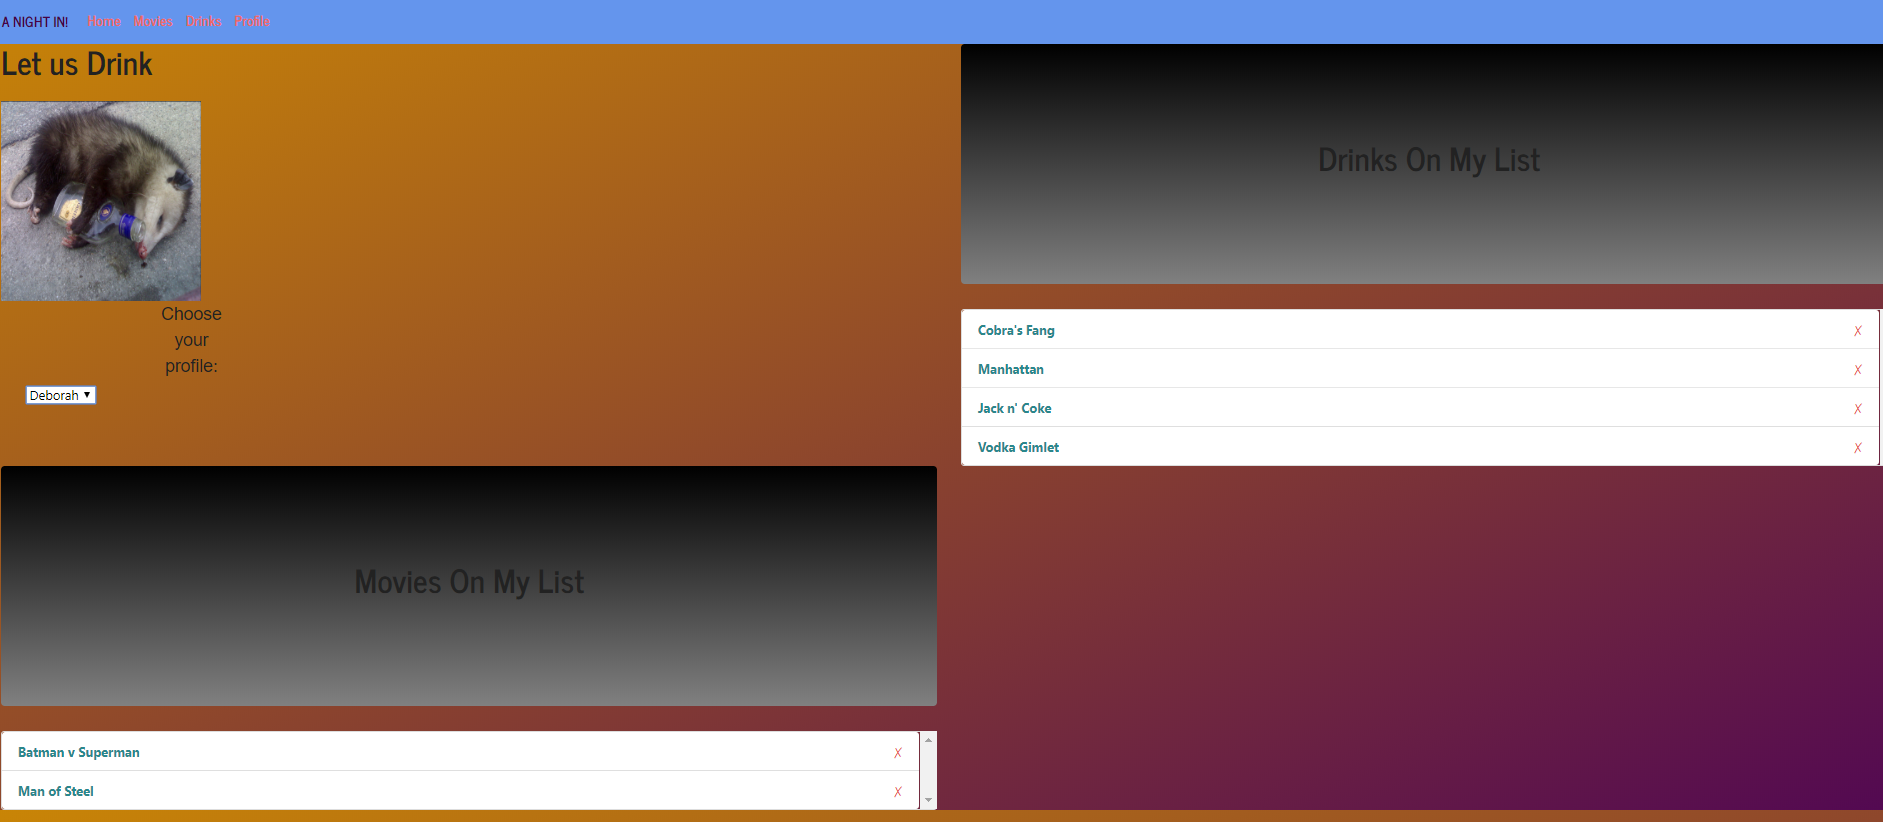 A NIGHT IN! Home Movies Drinks Profile
Let us Drink
Choose
your
profile:
Deborah
Drinks On My List
Cobra's Fang X
Manhattan X
Jack n' Coke X
Vodka Gimlet X
Movies On My List
Batman v Superman X
Man of Steel X